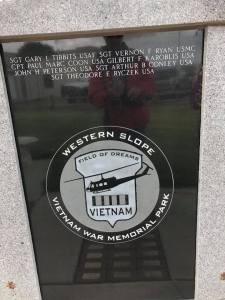 SGT GARY L TIBBITS USAF SGT VERNON F RYAN USMC
CPT PAUL MARC COON USA GILBERT F KAROBLIS USA
JOHN H PETERSON USA SGT ARTHUR B CONLEY USA
SGT THEODORE E RYCZEK USA
WESTERN SLOPE
FIELD OF DREAMS
VIETNAM
VIETNAM WAR MEMORIAL PARK